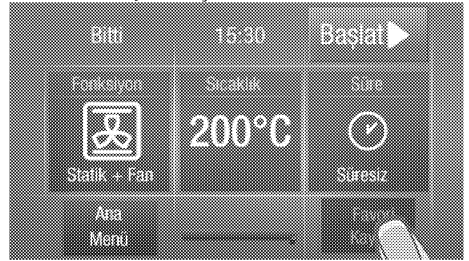 Bitti
15:30
Başlat
Fonksiyon
Sıcaklık
Süre
200°C
Statik + Fan
Süresiz
Ana
Menü